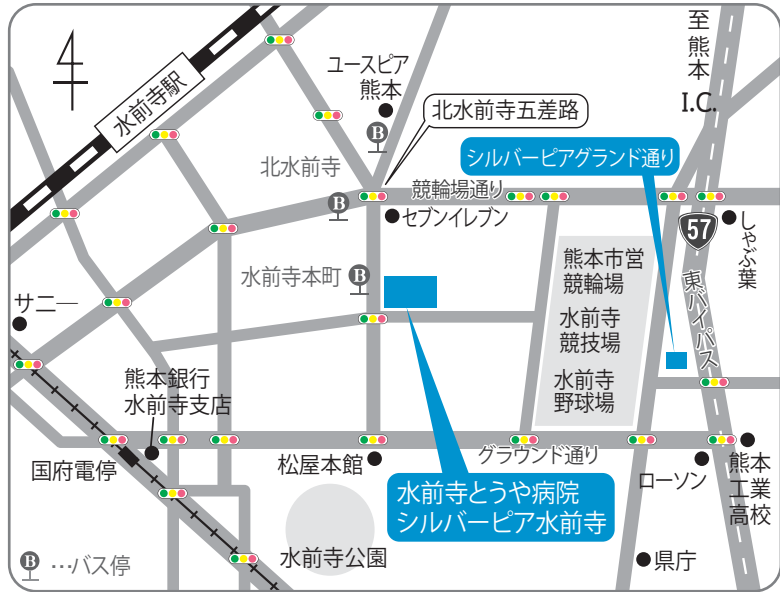 至熊本
I.C.
ユースピア
熊本
水前寺駅
北水前寺五差路
B
シルバーピアグランド通り
北水前寺
競輪場通り
B
セブンイレブン
57
しゃぶ葉
水前寺本町
B
熊本市営
競輪場
東バイパス
サニー
水前寺
競技場
熊本銀行
水前寺支店
水前寺
野球場
国府電停
松屋本館
グラウンド通り
ローソン
熊本
工業
高校
水前寺とうや病院
シルバーピア水前寺
水前寺公園
県庁
B
…バス停